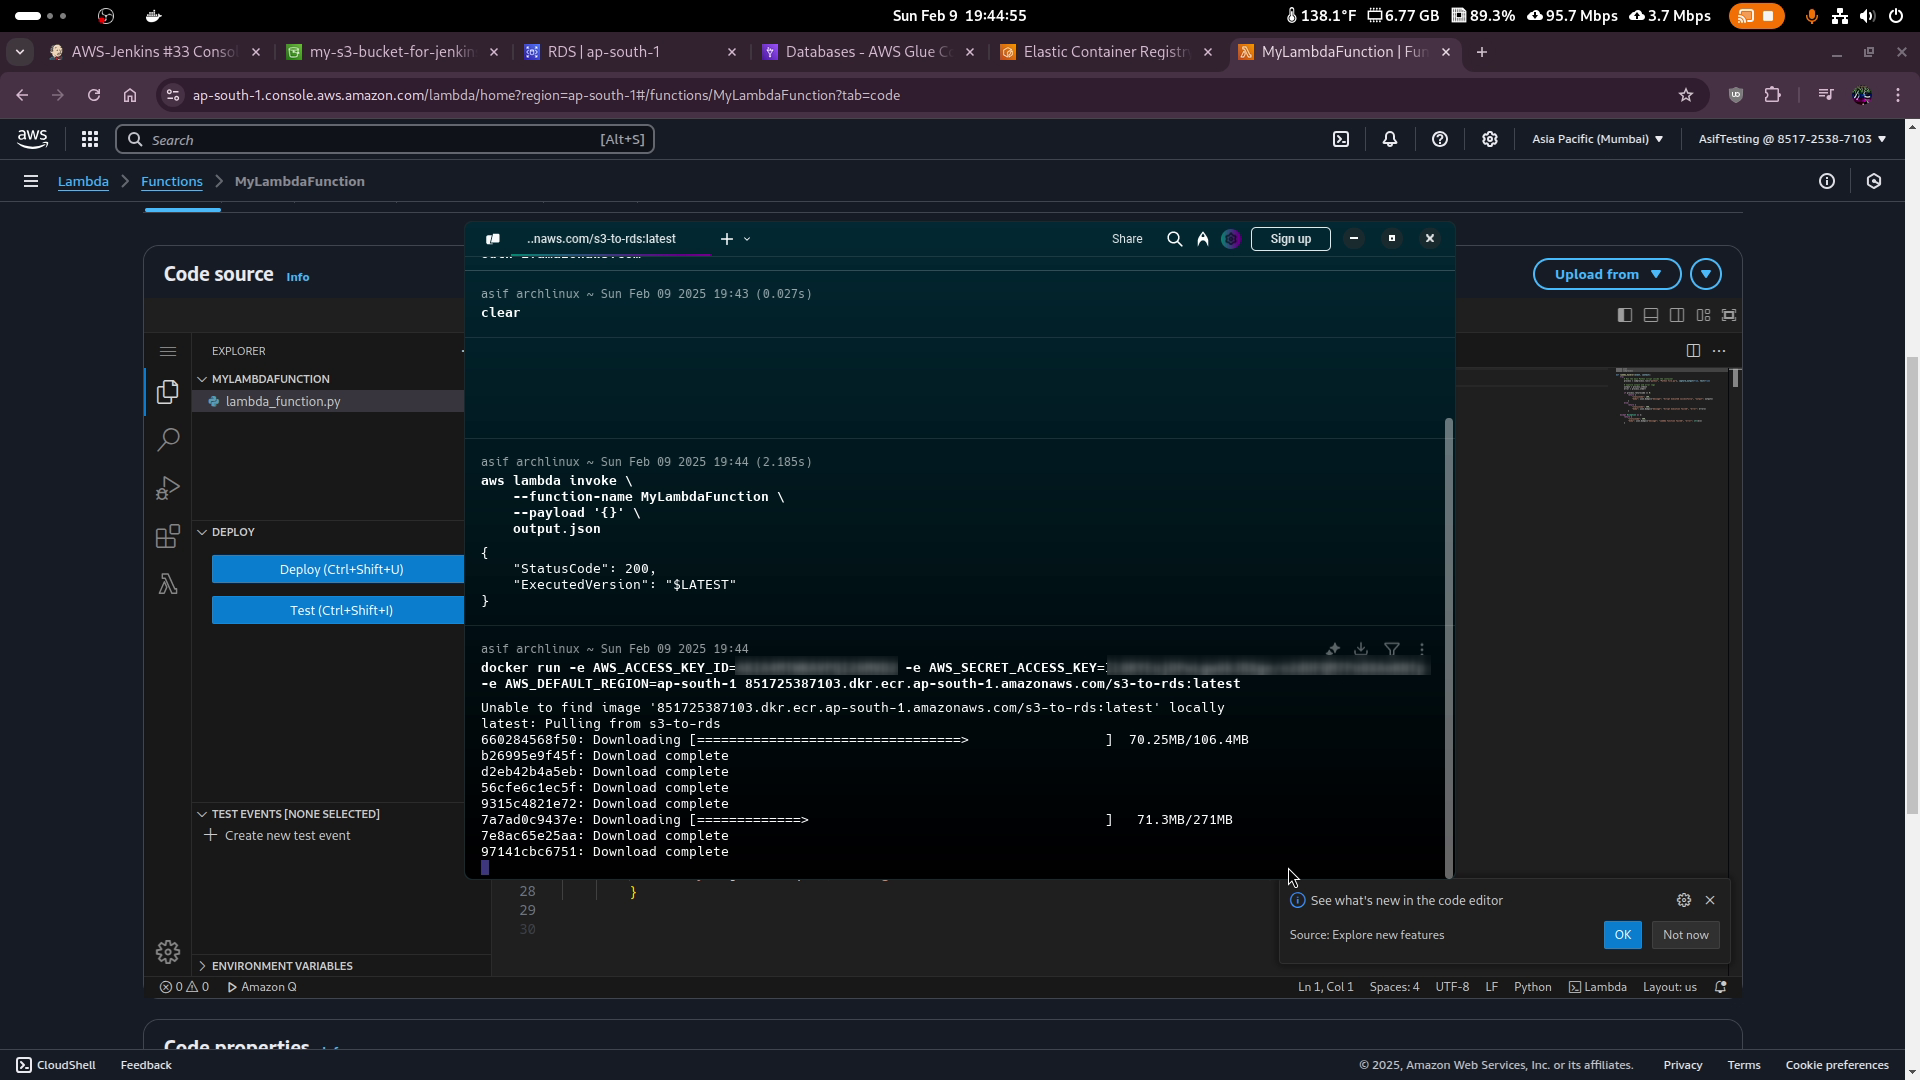 Sun Feb 9 19:44:55
138.1°F 6.77 GB 89.3% 95.7 Mbps 3.7 Mbps
AWS-Jenkins #33 Conso
my-s3-bucket-for-jenkin
RDS | ap-south-1
Databases - AWS Glue Co
Elastic Container Registr
MyLambdaFunction | Fun
ap-south-1.console.aws.amazon.com/lambda/home?region=ap-south-1#/functions/MyLambdaFunction?tab=code
aws
Search [Alt+S]
Asia Pacific (Mumbai)
AsifTesting @ 8517-2538-7103
Lambda > Functions > MyLambdaFunction
..naws.com/s3-to-rds:latest
Share
Sign up
Code source Info
Upload from
asif archlinux ~ Sun Feb 09 2025 19:43 (0.027s)
clear
EXPLORER
MYLAMBDAFUNCTION
lambda_function.py
asif archlinux ~ Sun Feb 09 2025 19:44 (2.185s)
aws lambda invoke \
--function-name MyLambdaFunction \
--payload '{}' \
output.json
{
"StatusCode": 200,
"ExecutedVersion": "$LATEST"
}
DEPLOY
Deploy (Ctrl+Shift+U)
Test (Ctrl+Shift+I)
asif archlinux ~ Sun Feb 09 2025 19:44
docker run -e AWS_ACCESS_KEY_ID= -e AWS_SECRET_ACCESS_KEY=
-e AWS_DEFAULT_REGION=ap-south-1 851725387103.dkr.ecr.ap-south-1.amazonaws.com/s3-to-rds:latest
Unable to find image '851725387103.dkr.ecr.ap-south-1.amazonaws.com/s3-to-rds:latest' locally
latest: Pulling from s3-to-rds
660284568f50: Downloading [=================================> ] 70.25MB/106.4MB
b26995e9f45f: Download complete
d2eb42b4a5eb: Download complete
56cfe6c1ec5f: Download complete
9315c4821e72: Download complete
7a7ad0c9437e: Downloading [=============> ] 71.3MB/271MB
7e8ac65e25aa: Download complete
97141cbc6751: Download complete
TEST EVENTS [NONE SELECTED]
Create new test event
28 }
29
30
See what's new in the code editor
Source: Explore new features
OK
Not now
ENVIRONMENT VARIABLES
0 0 Amazon Q
Ln 1, Col 1 Spaces: 4 UTF-8 LF Python Lambda Layout: us
Code properties Info
CloudShell Feedback
© 2025, Amazon Web Services, Inc. or its affiliates. Privacy Terms Cookie preferences